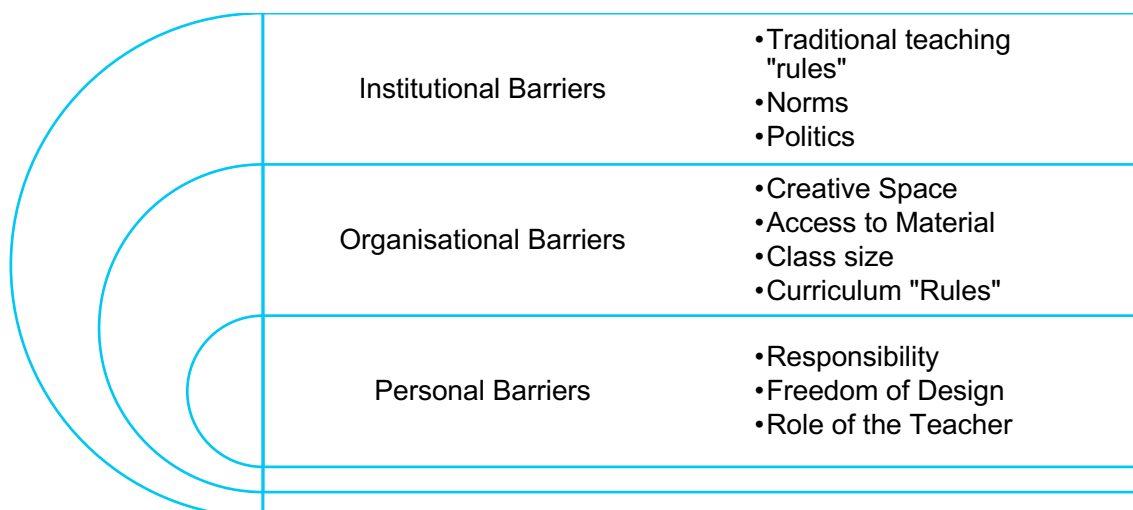 Institutional Barriers
•Traditional teaching
"rules"
•Norms
•Politics
Organisational Barriers
•Creative Space
•Access to Material
•Class size
•Curriculum "Rules"
Personal Barriers
•Responsibility
•Freedom of Design
•Role of the Teacher